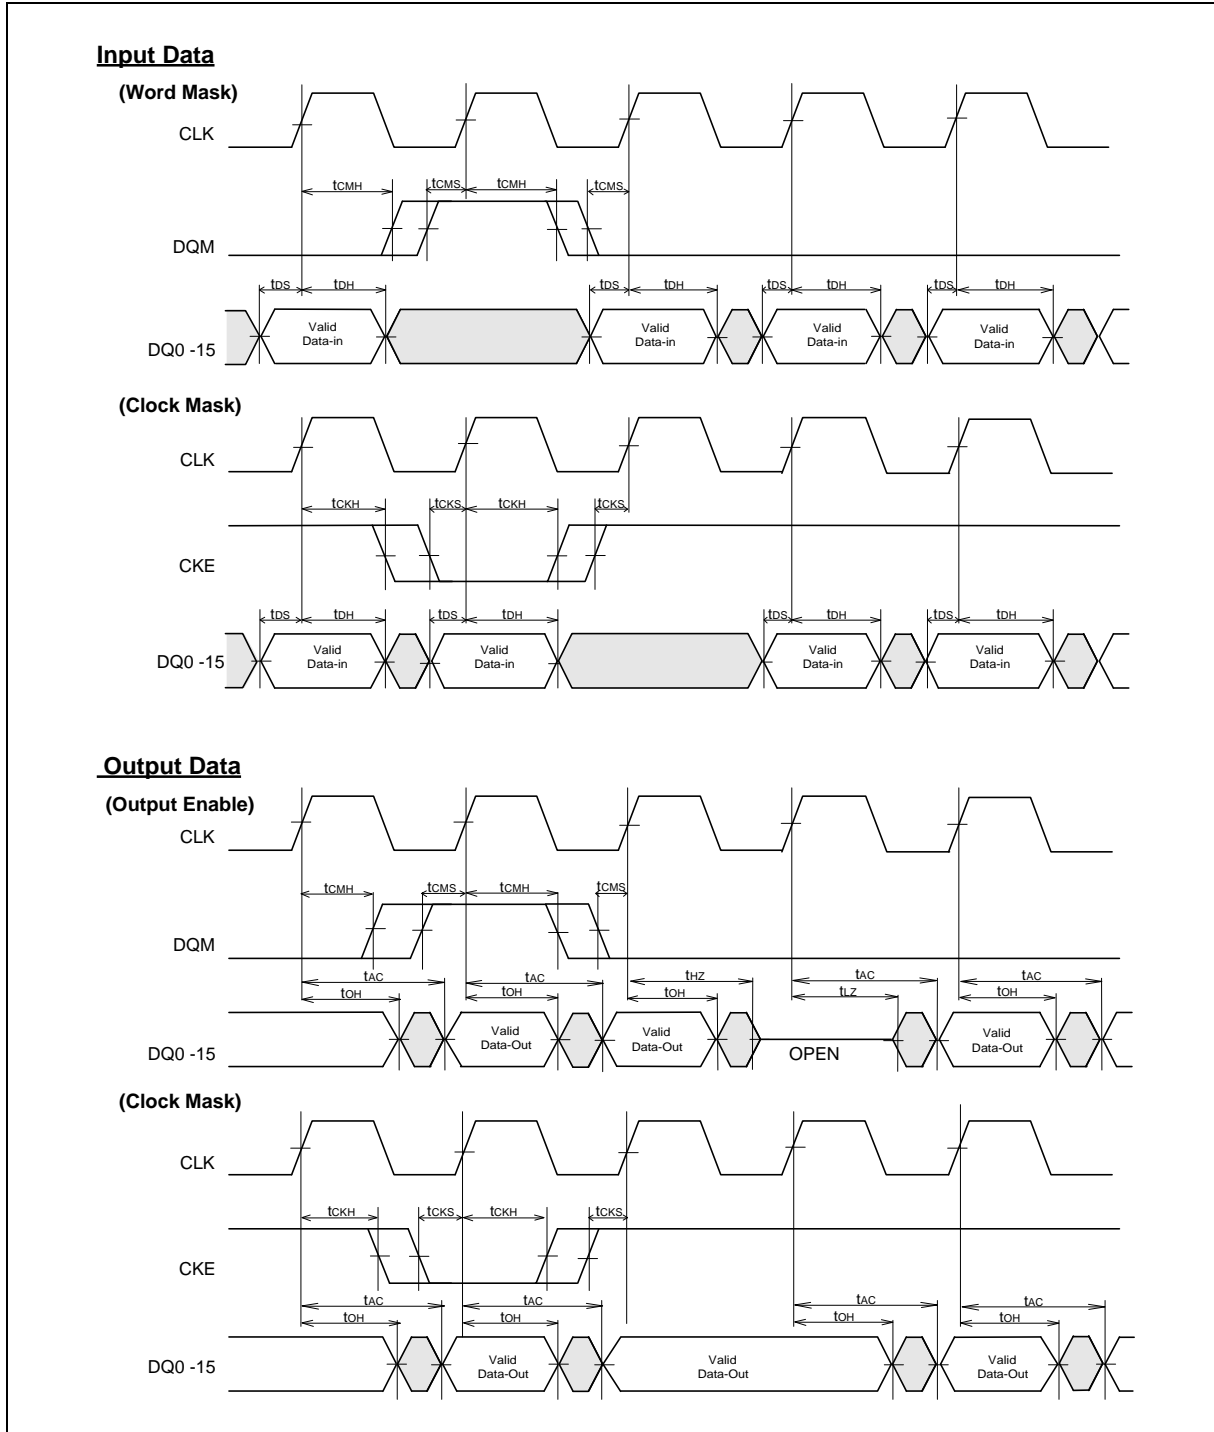 Input Data
(Word Mask)
CLK
tCMH tCMS tCMH tCMS
DQM
tDS tDH tDS tDH tDS tDH tDS tDH
Valid Data-in Valid Data-in Valid Data-in Valid Data-in
DQ0 -15
(Clock Mask)
CLK
tCKH tCKS tCKH tCKS
CKE
tDS tDH tDS tDH tDS tDH tDS tDH
Valid Data-in Valid Data-in Valid Data-in Valid Data-in
DQ0 -15
Output Data
(Output Enable)
CLK
tCMH tCMS tCMH tCMS
DQM
tAC tAC tHZ tAC tAC
tOH tOH tOH tLZ tOH
Valid Data-Out Valid Data-Out Valid Data-Out
DQ0 -15 OPEN
(Clock Mask)
CLK
tCKH tCKS tCKH tCKS
CKE
tAC tAC tAC tAC
tOH tOH tOH tOH
Valid Data-Out Valid Data-Out Valid Data-Out
DQ0 -15